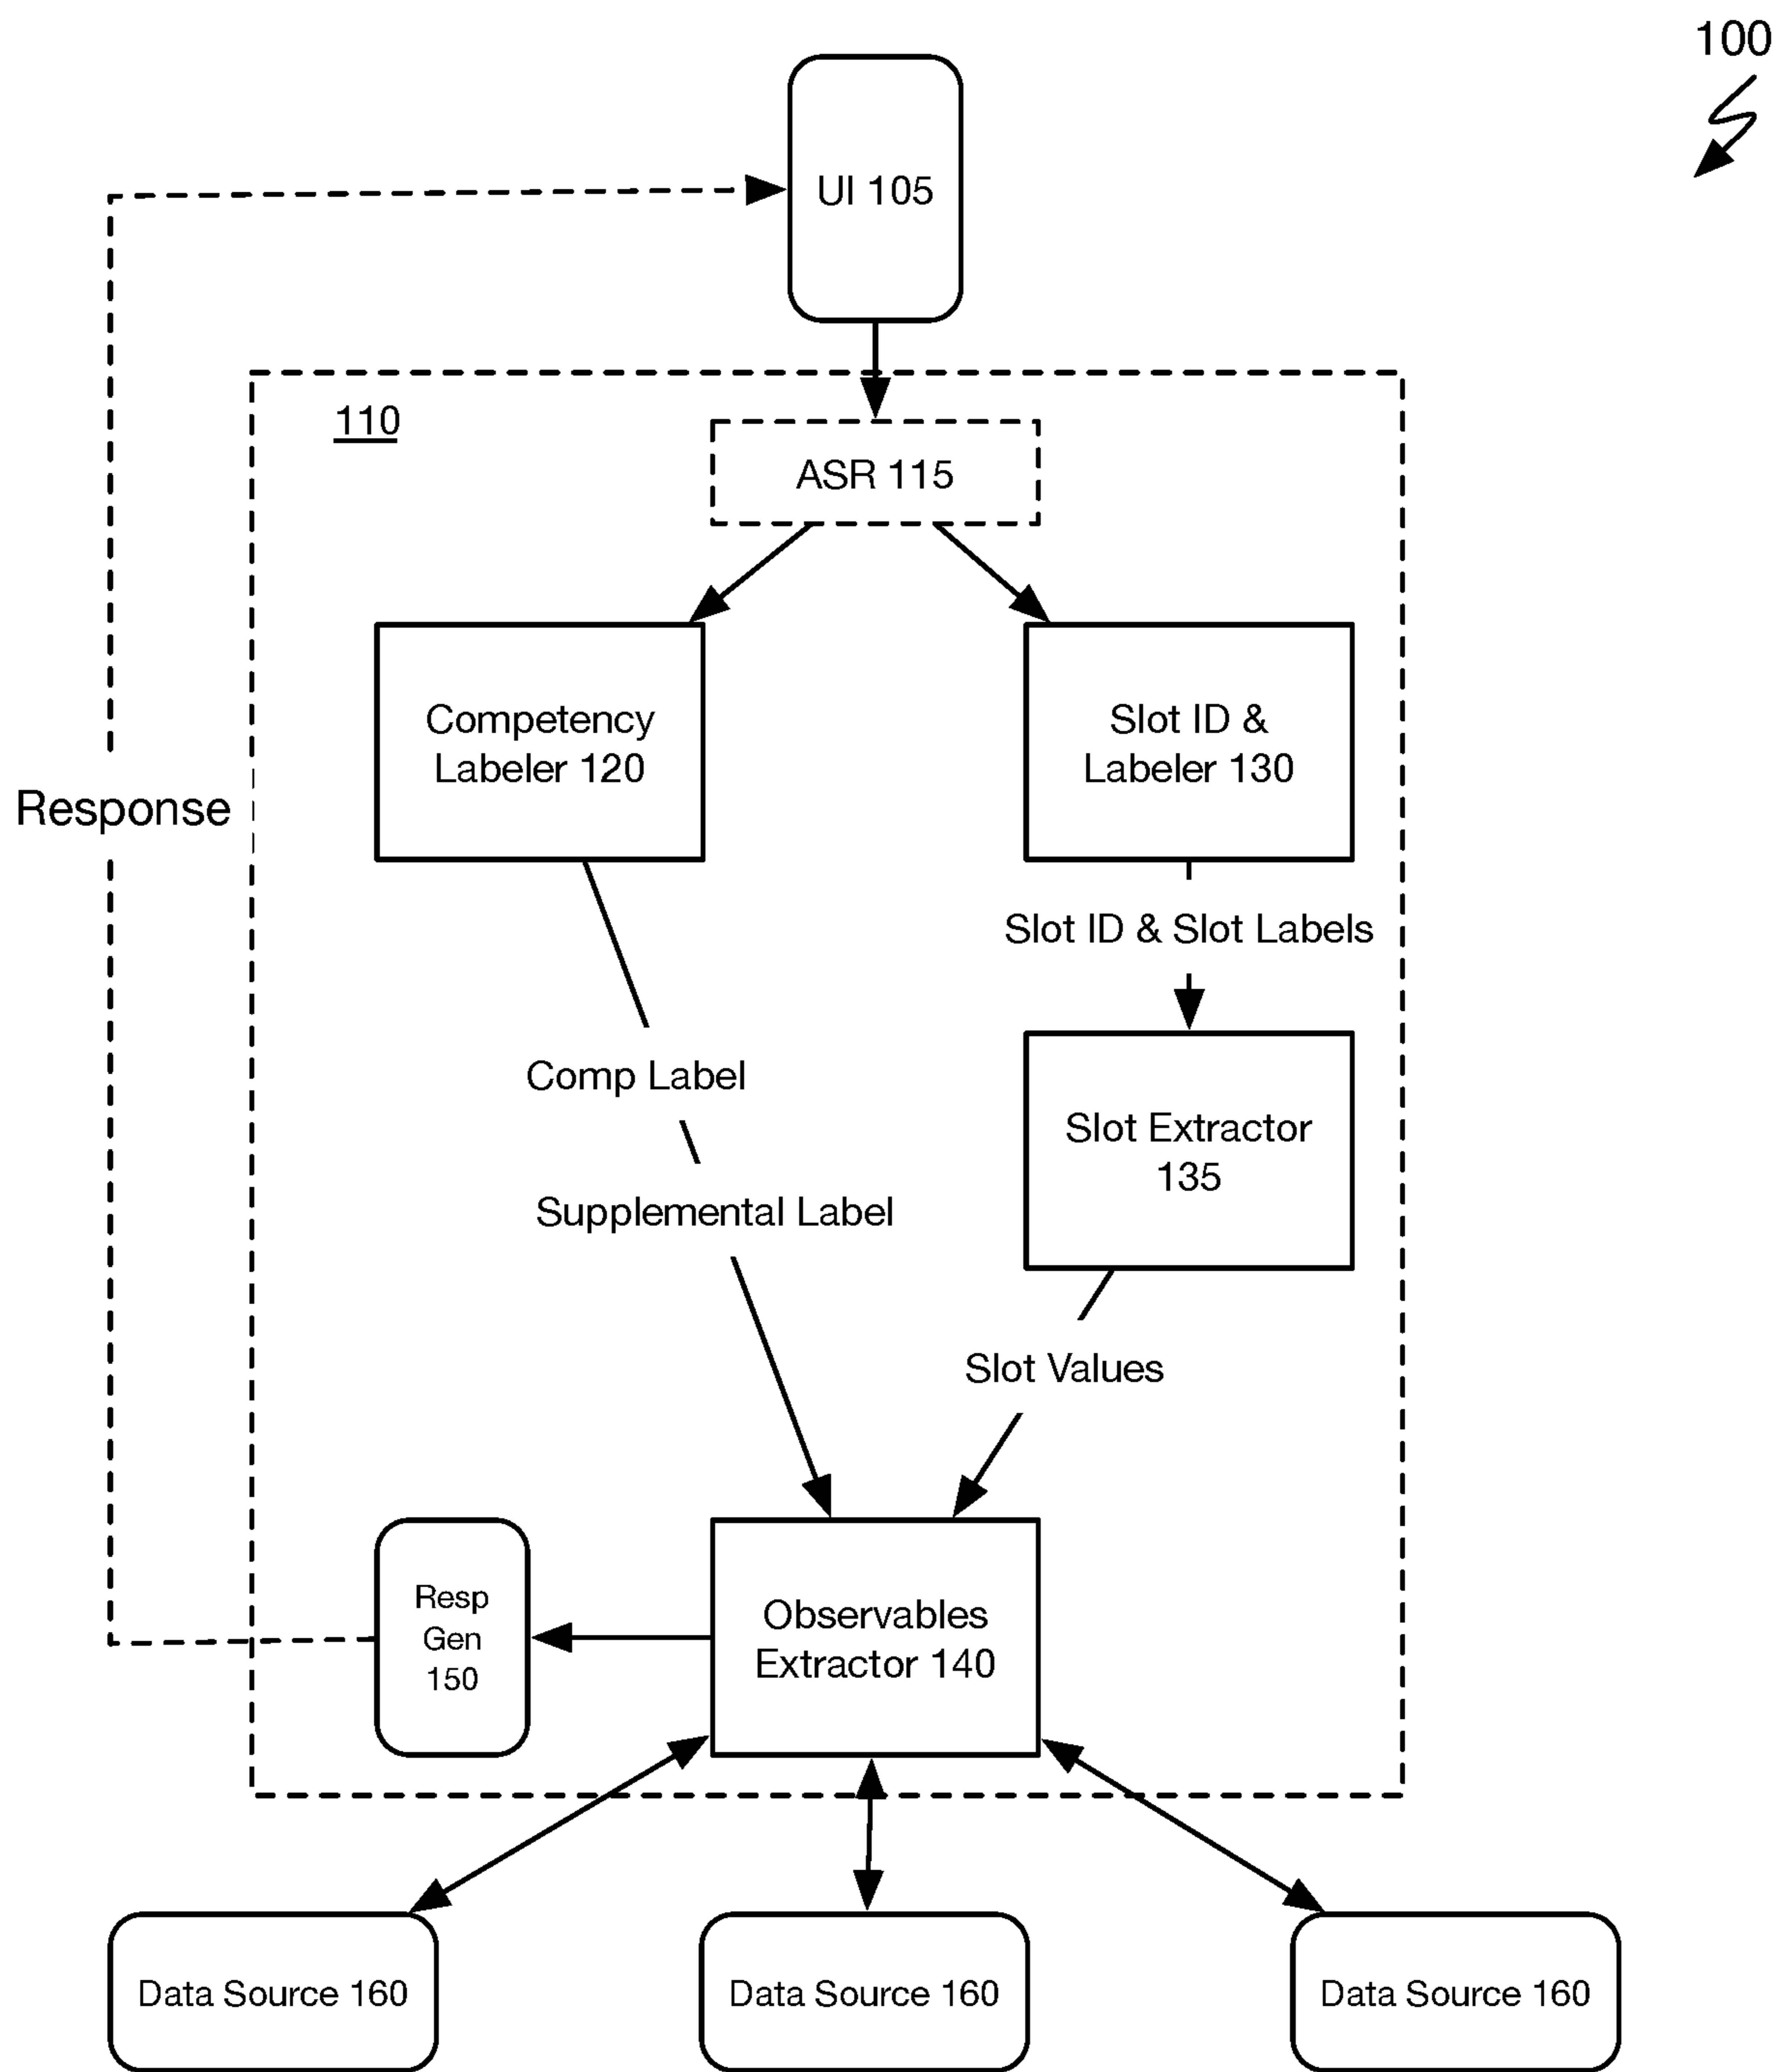 100
UI 105
110
ASR 115
Competency
Labeler 120
Slot ID &
Labeler 130
Response
Slot ID & Slot Labels
Comp Label
Slot Extractor
135
Supplemental Label
Slot Values
Resp
Gen
150
Observables
Extractor 140
Data Source 160
Data Source 160
Data Source 160